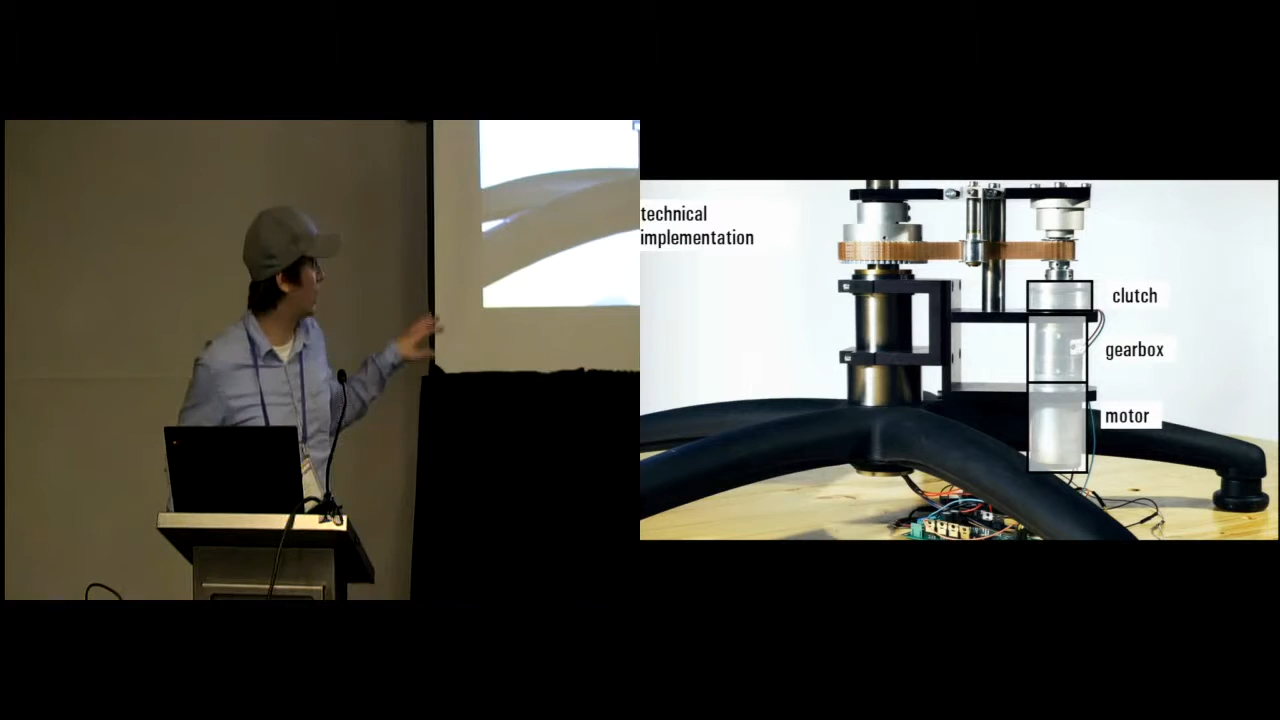 technical
implementation
clutch
gearbox
motor